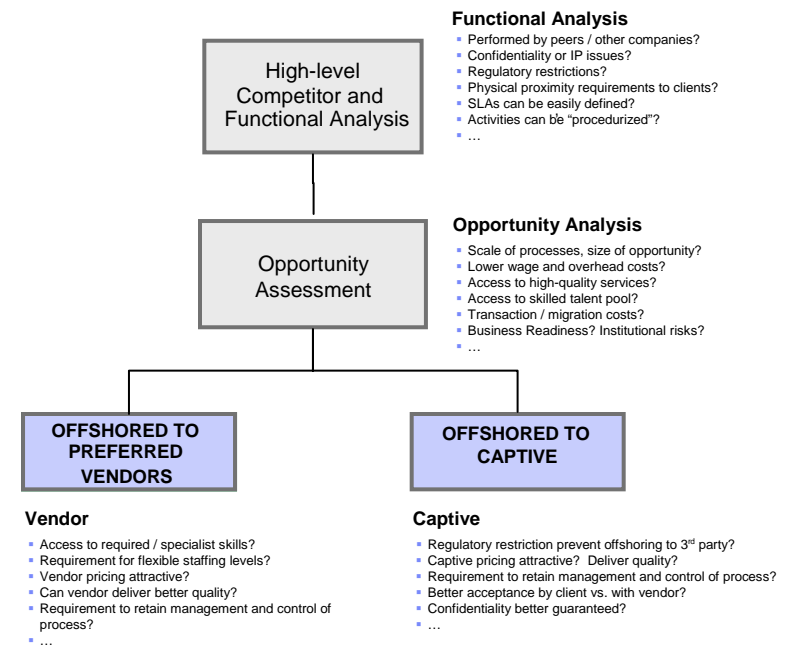 Functional Analysis
Performed by peers / other companies?
Confidentiality or IP issues?
Regulatory restrictions?
Physical proximity requirements to clients?
SLAs can be easily defined?
Activities can be “procedurized”?
…
High-level
Competitor and
Functional Analysis
Opportunity Analysis
Scale of processes, size of opportunity?
Lower wage and overhead costs?
Access to high-quality services?
Access to skilled talent pool?
Transaction / migration costs?
Business Readiness? Institutional risks?
…
Opportunity
Assessment
OFFSHORED TO
PREFERRED
VENDORS
OFFSHORED TO
CAPTIVE
Vendor
Access to required / specialist skills?
Requirement for flexible staffing levels?
Vendor pricing attractive?
Can vendor deliver better quality?
Requirement to retain management and control of
process?
…
Captive
Regulatory restriction prevent offshoring to 3rd party?
Captive pricing attractive? Deliver quality?
Requirement to retain management and control of process?
Better acceptance by client vs. with vendor?
Confidentiality better guaranteed?
…